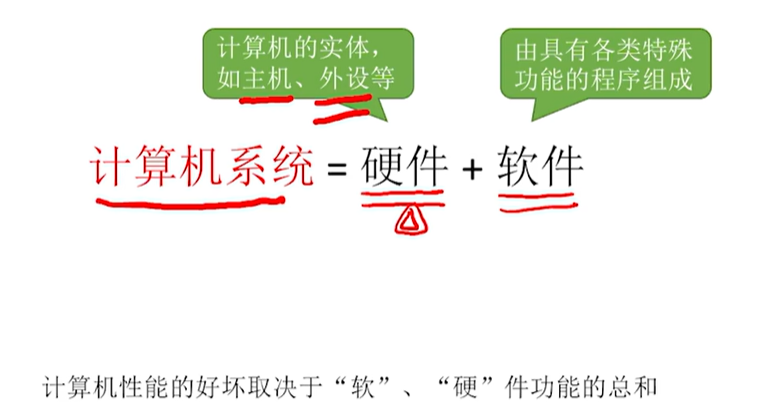 计算机的实体，
如主机、外设等
由具有各类特殊
功能的程序组成
计算机系统 = 硬件 + 软件
计算机性能的好坏取决于“软”、“硬”件功能的总和